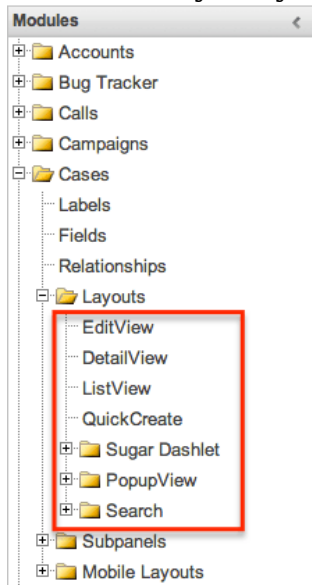 Modules
Accounts
Bug Tracker
Calls
Campaigns
Cases
Labels
Fields
Relationships
Layouts
EditView
DetailView
ListView
QuickCreate
Sugar Dashlet
PopupView
Search
Subpanels
Mobile Layouts